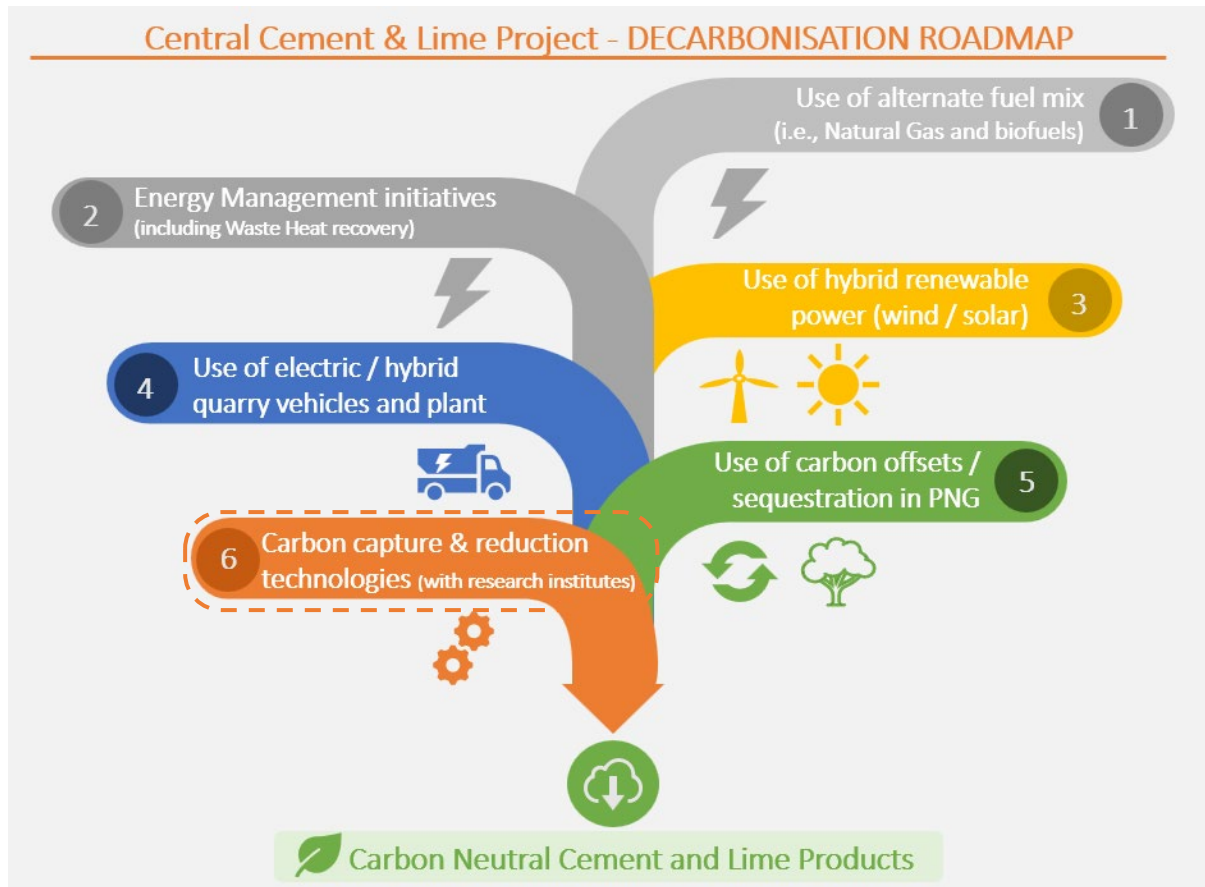 Central Cement & Lime Project - DECARBONISATION ROADMAP
Use of alternate fuel mix
(i.e., Natural Gas and biofuels)
1
2
Energy Management initiatives
(including Waste Heat recovery)
Use of hybrid renewable
power (wind / solar)
3
4
Use of electric / hybrid
quarry vehicles and plant
Use of carbon offsets /
sequestration in PNG
5
6
Carbon capture & reduction
technologies (with research institutes)
Carbon Neutral Cement and Lime Products